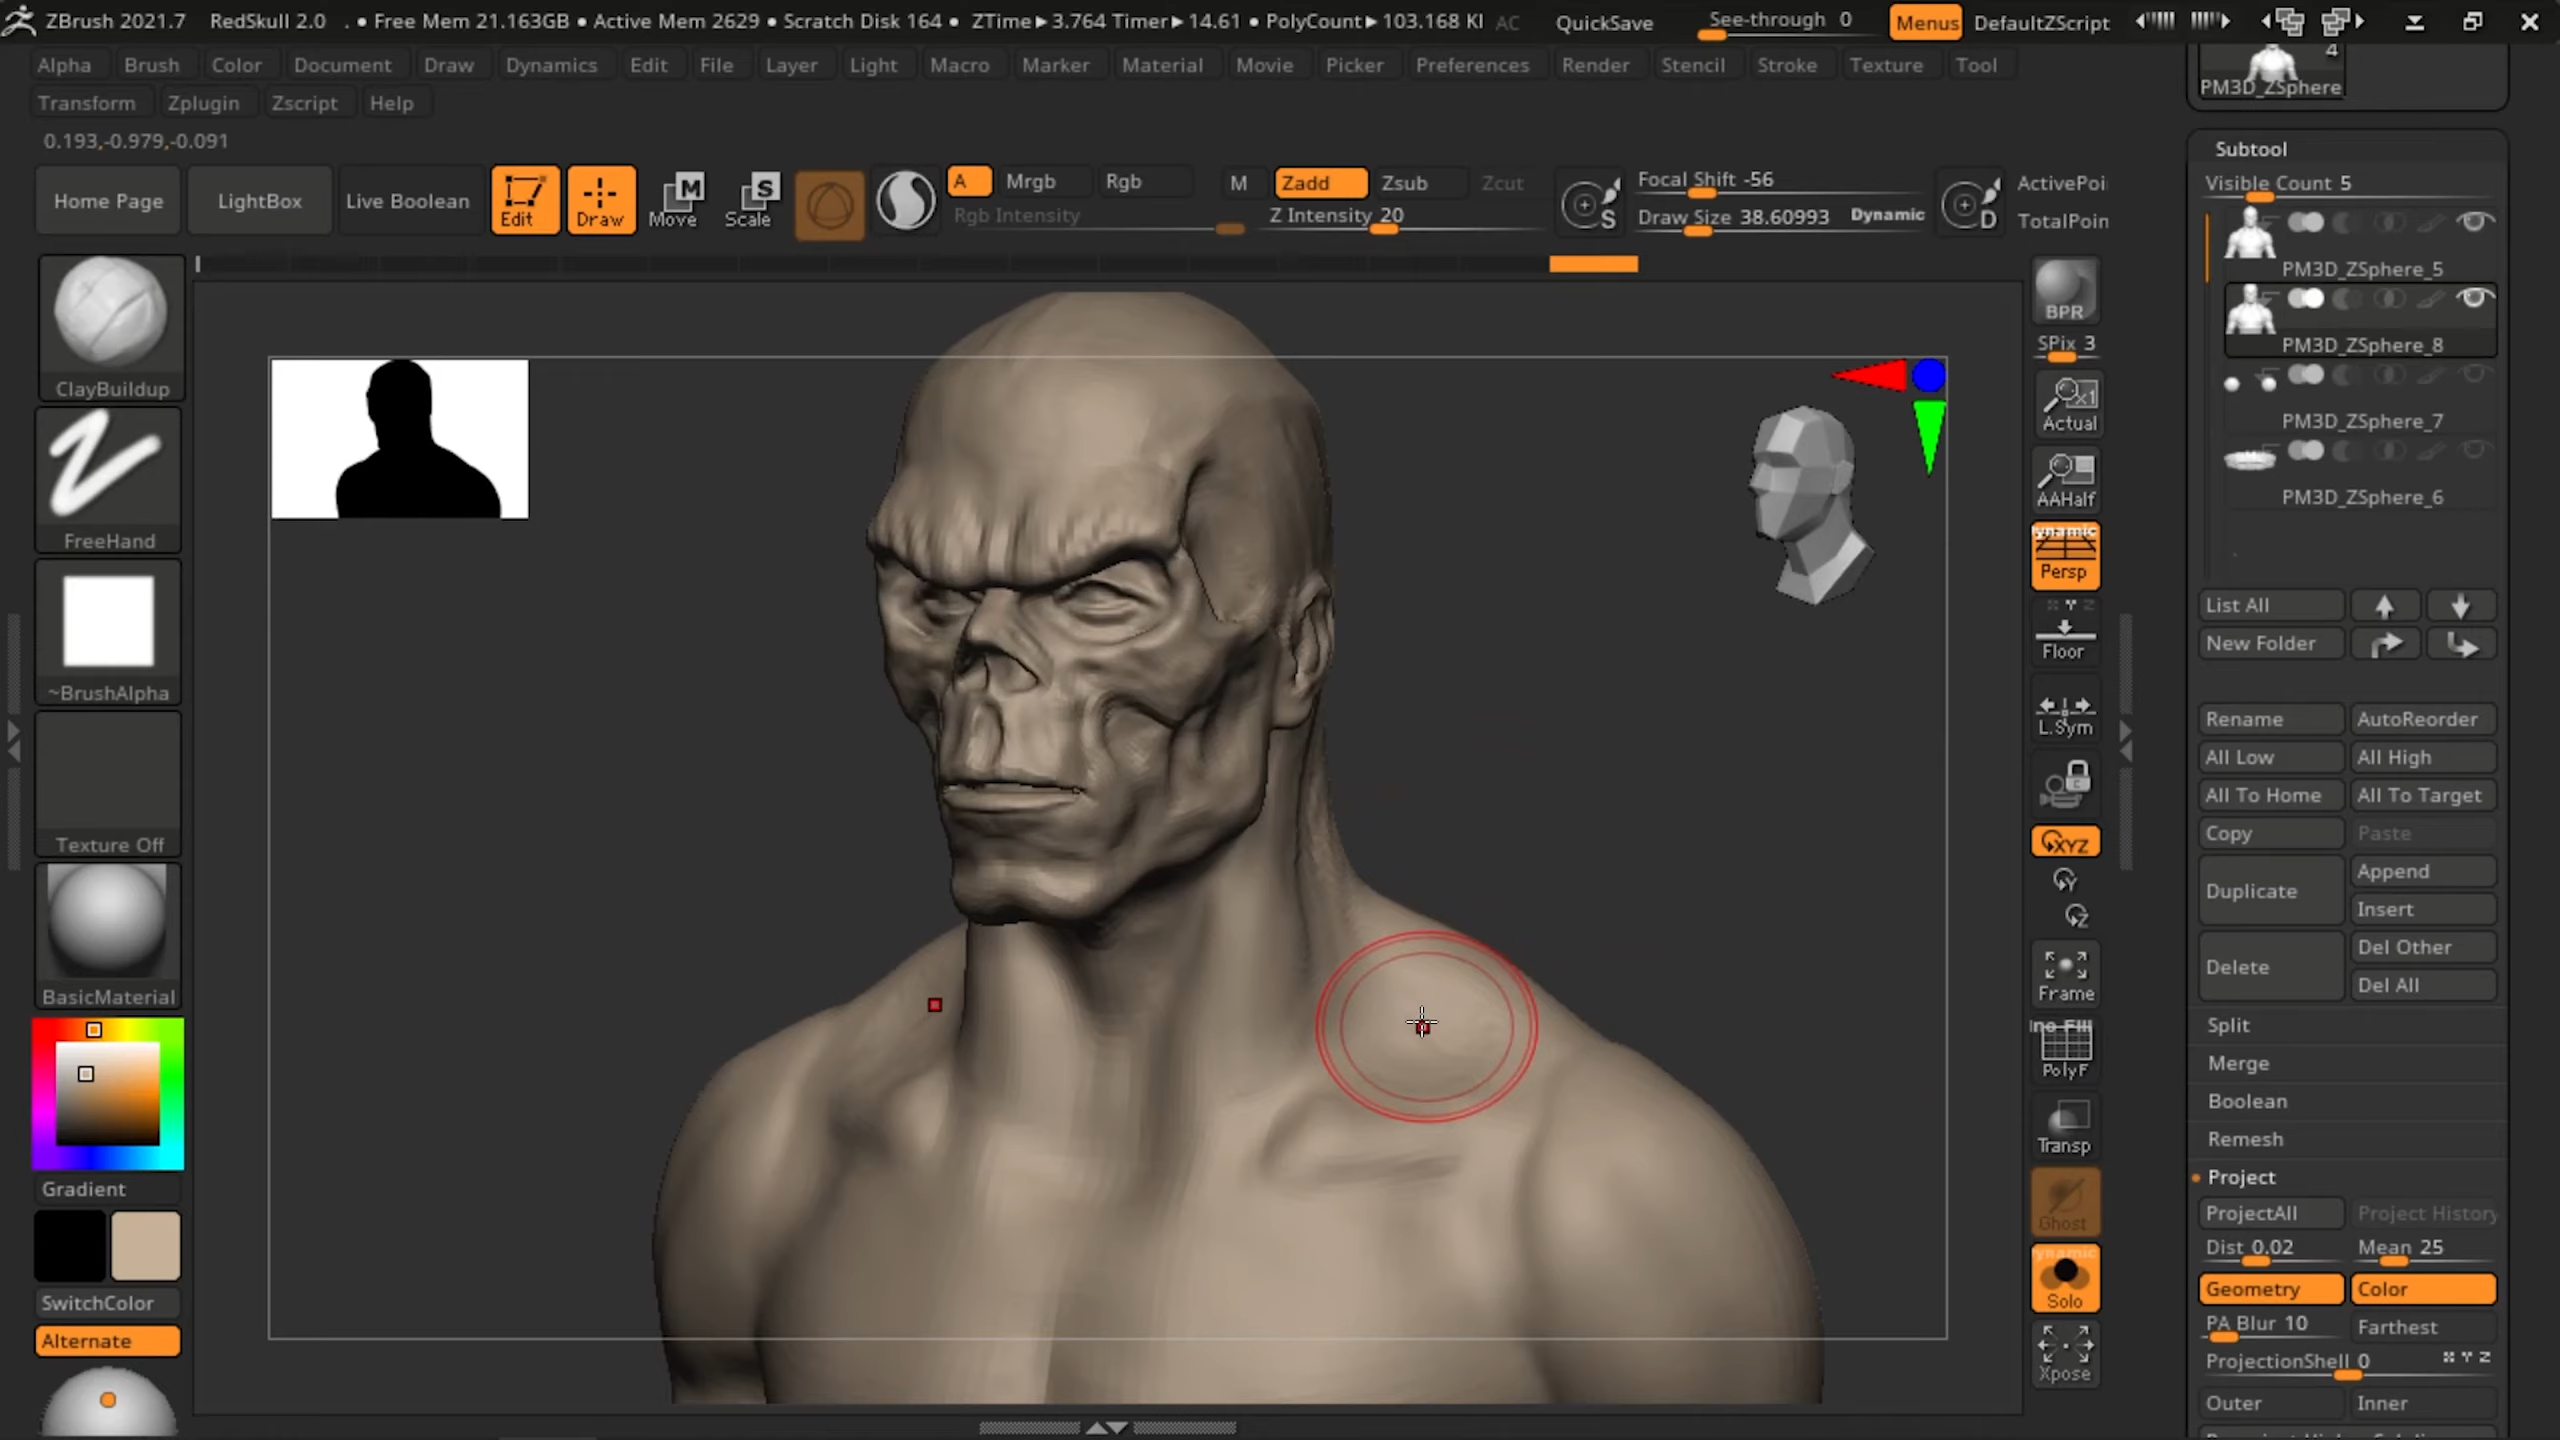 ZBrush 2021.7 RedSkull 2.0 . • Free Mem 21.163GB • Active Mem 2629 • Scratch Disk 164 • ZTime▸3.764 Timer▸14.61 • PolyCount▸103.168 KI AC QuickSave See-through 0 Menus DefaultZScript
Alpha Brush Color Document Draw Dynamics Edit File Layer Light Macro Marker Material Movie Picker Preferences Render Stencil Stroke Texture Tool
Transform Zplugin Zscript Help
0.193,-0.979,-0.091
Home Page LightBox Live Boolean Edit Draw Move Scale
M S
A Mrgb Rgb M Zadd Zsub Zcut
Rgb Intensity Z Intensity 20
S Focal Shift -56
Draw Size 38.60993 Dynamic
D ActivePoi
TotalPoin
ClayBuildup
FreeHand
~BrushAlpha
Texture Off
BasicMaterial
Gradient
SwitchColor
Alternate
BPR
SPix 3
x1
Actual
AAHalf
Persp
X Y Z
Floor
L.Sym
XYZ
Y
Z
Frame
PolyF
Transp
Ghost
Solo
Xpose
4
PM3D_ZSphere
Subtool
Visible Count 5
PM3D_ZSphere_5
PM3D_ZSphere_8
PM3D_ZSphere_7
PM3D_ZSphere_6
List All
New Folder
Rename AutoReorder
All Low All High
All To Home All To Target
Copy Paste
Duplicate Append
Insert
Delete Del Other
Del All
Split
Merge
Boolean
Remesh
Project
ProjectAll Project History
Dist 0.02 Mean 25
Geometry Color
PA Blur 10 Farthest
ProjectionShell 0 X Y Z
Outer Inner